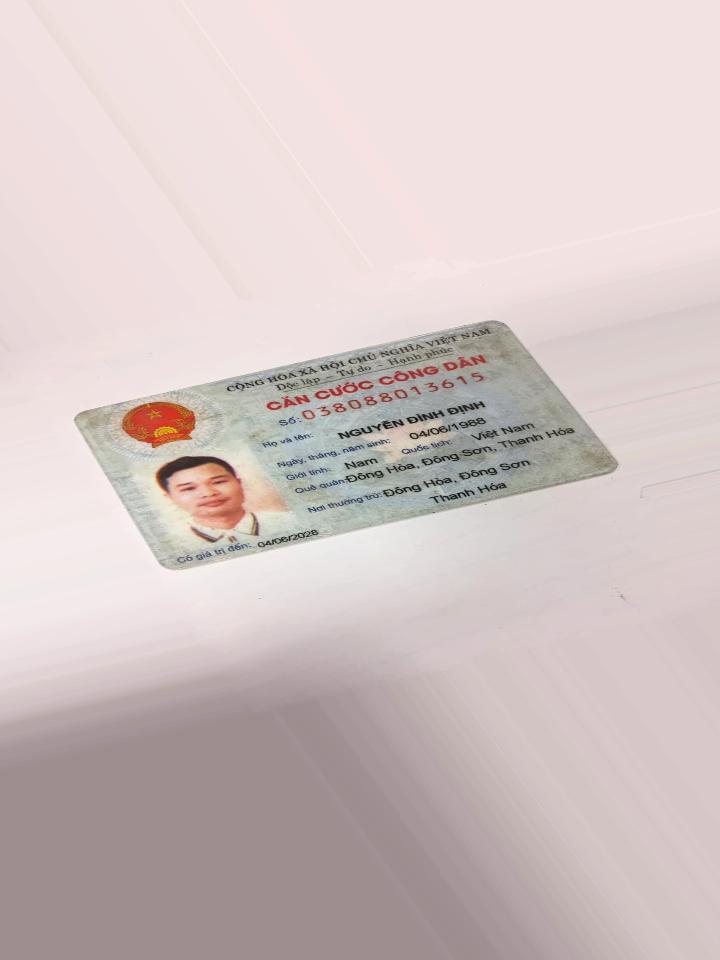 CỘNG HÒA XÃ HỘI CHỦ NGHĨA VIỆT NAM
Độc lập – Tự do – Hạnh phúc
CĂN CƯỚC CÔNG DÂN
Số: 038088013615
Họ và tên: NGUYỄN ĐÌNH ĐỊNH
Ngày, tháng, năm sinh: 04/06/1988
Giới tính: Nam Quốc tịch: Việt Nam
Quê quán: Đông Hòa, Đông Sơn, Thanh Hóa
Nơi thường trú: Đông Hòa, Đông Sơn
Thanh Hóa
Có giá trị đến: 04/06/2028